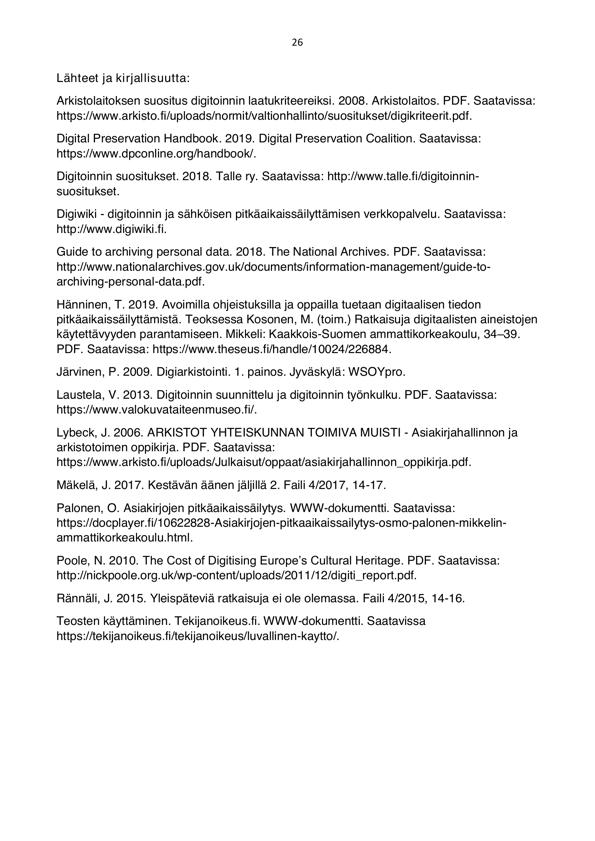 26
Lähteet ja kirjallisuutta:
Arkistolaitoksen suositus digitoinnin laatukriteereiksi. 2008. Arkistolaitos. PDF. Saatavissa:
https://www.arkisto.fi/uploads/normit/valtionhallinto/suositukset/digikriteerit.pdf.
Digital Preservation Handbook. 2019. Digital Preservation Coalition. Saatavissa:
https://www.dpconline.org/handbook/.
Digitoinnin suositukset. 2018. Talle ry. Saatavissa: http://www.talle.fi/digitoinnin-
suositukset.
Digiwiki - digitoinnin ja sähköisen pitkäaikaissäilyttämisen verkkopalvelu. Saatavissa:
http://www.digiwiki.fi.
Guide to archiving personal data. 2018. The National Archives. PDF. Saatavissa:
http://www.nationalarchives.gov.uk/documents/information-management/guide-to-
archiving-personal-data.pdf.
Hänninen, T. 2019. Avoimilla ohjeistuksilla ja oppailla tuetaan digitaalisen tiedon
pitkäaikaissäilyttämistä. Teoksessa Kosonen, M. (toim.) Ratkaisuja digitaalisten aineistojen
käytettävyyden parantamiseen. Mikkeli: Kaakkois-Suomen ammattikorkeakoulu, 34–39.
PDF. Saatavissa: https://www.theseus.fi/handle/10024/226884.
Järvinen, P. 2009. Digiarkistointi. 1. painos. Jyväskylä: WSOYpro.
Laustela, V. 2013. Digitoinnin suunnittelu ja digitoinnin työnkulku. PDF. Saatavissa:
https://www.valokuvataiteenmuseo.fi/.
Lybeck, J. 2006. ARKISTOT YHTEISKUNNAN TOIMIVA MUISTI - Asiakirjahallinnon ja
arkistotoimen oppikirja. PDF. Saatavissa:
https://www.arkisto.fi/uploads/Julkaisut/oppaat/asiakirjahallinnon_oppikirja.pdf.
Mäkelä, J. 2017. Kestävän äänen jäljillä 2. Faili 4/2017, 14-17.
Palonen, O. Asiakirjojen pitkäaikaissäilytys. WWW-dokumentti. Saatavissa:
https://docplayer.fi/10622828-Asiakirjojen-pitkaaikaissailytys-osmo-palonen-mikkelin-
ammattikorkeakoulu.html.
Poole, N. 2010. The Cost of Digitising Europe’s Cultural Heritage. PDF. Saatavissa:
http://nickpoole.org.uk/wp-content/uploads/2011/12/digiti_report.pdf.
Rännäli, J. 2015. Yleispäteviä ratkaisuja ei ole olemassa. Faili 4/2015, 14-16.
Teosten käyttäminen. Tekijanoikeus.fi. WWW-dokumentti. Saatavissa
https://tekijanoikeus.fi/tekijanoikeus/luvallinen-kaytto/.